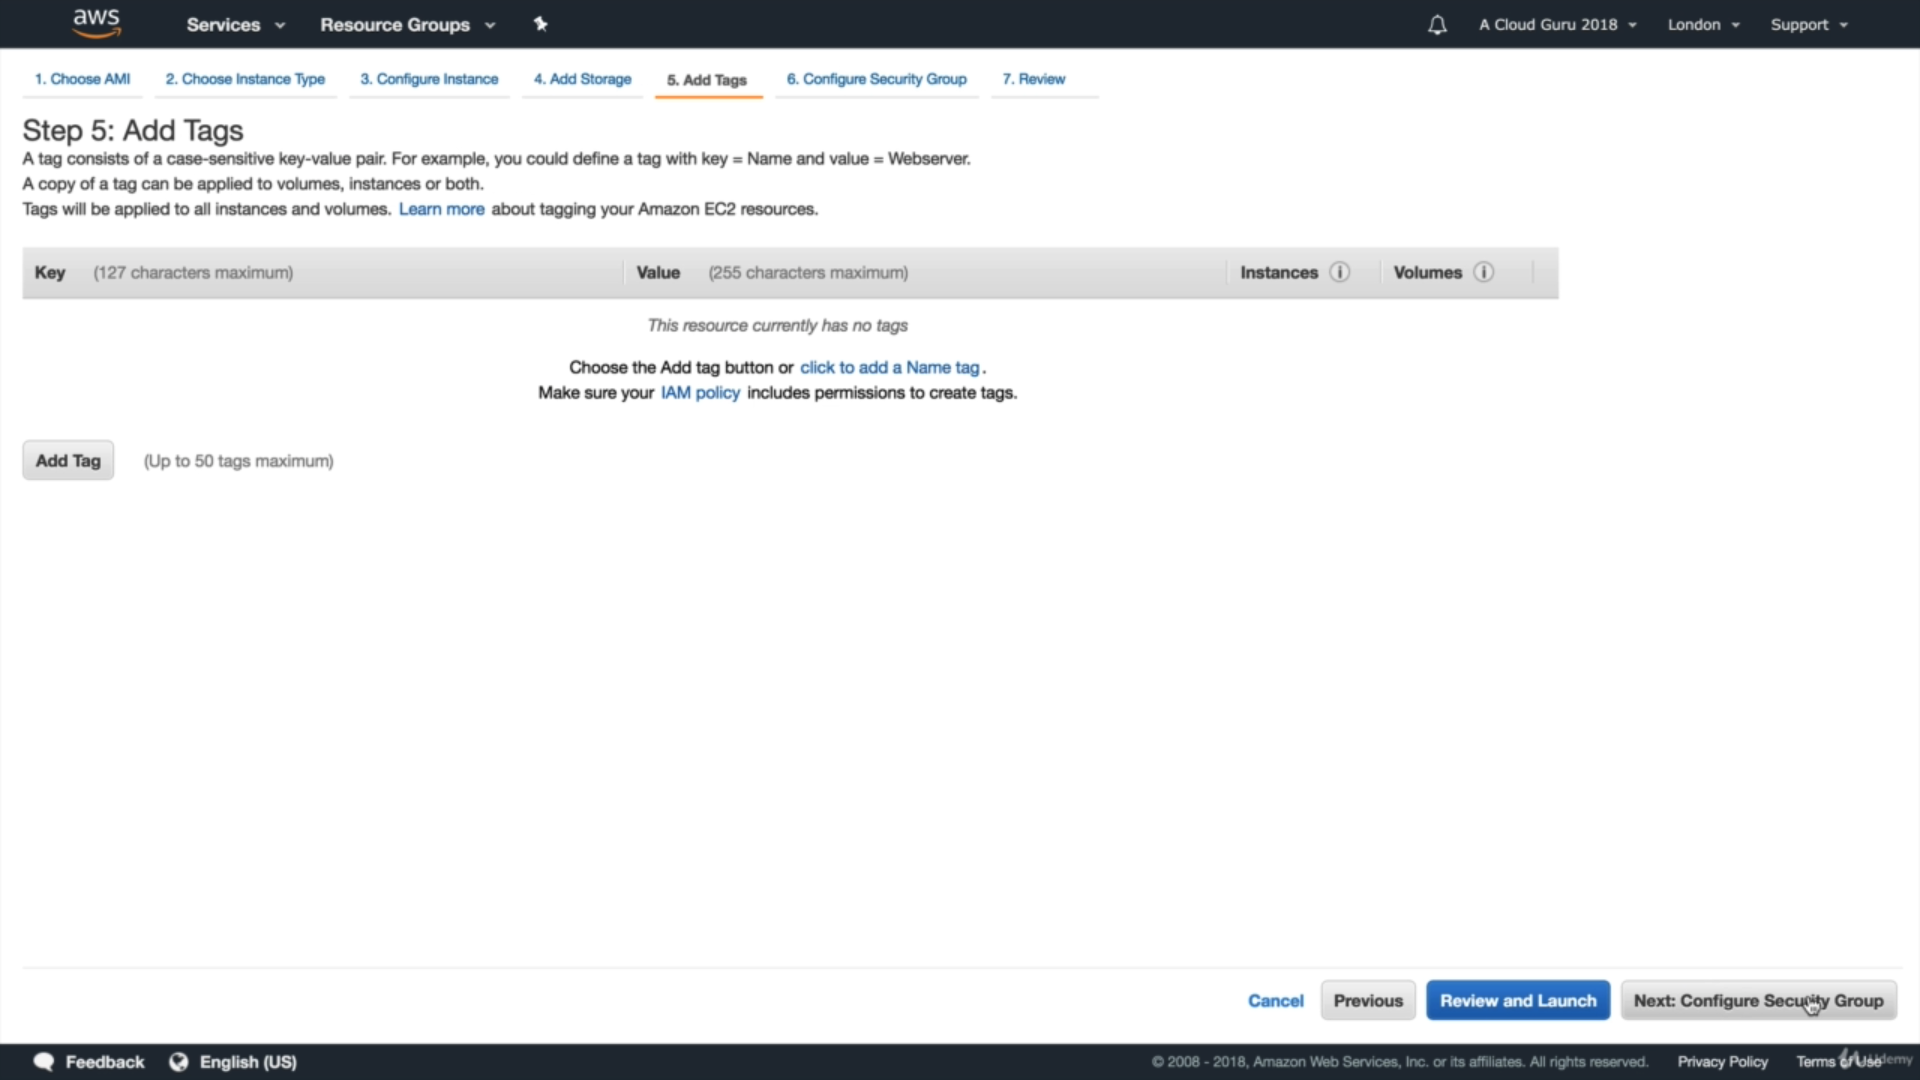 aws Services Resource Groups A Cloud Guru 2018 London Support
1. Choose AMI 2. Choose Instance Type 3. Configure Instance 4. Add Storage 5. Add Tags 6. Configure Security Group 7. Review
Step 5: Add Tags
A tag consists of a case-sensitive key-value pair. For example, you could define a tag with key = Name and value = Webserver.
A copy of a tag can be applied to volumes, instances or both.
Tags will be applied to all instances and volumes. Learn more about tagging your Amazon EC2 resources.
Key (127 characters maximum) Value (255 characters maximum) Instances i Volumes i
This resource currently has no tags
Choose the Add tag button or click to add a Name tag.
Make sure your IAM policy includes permissions to create tags.
Add Tag (Up to 50 tags maximum)
Cancel Previous Review and Launch Next: Configure Security Group
Feedback English (US) © 2008 - 2018, Amazon Web Services, Inc. or its affiliates. All rights reserved. Privacy Policy Terms of Use